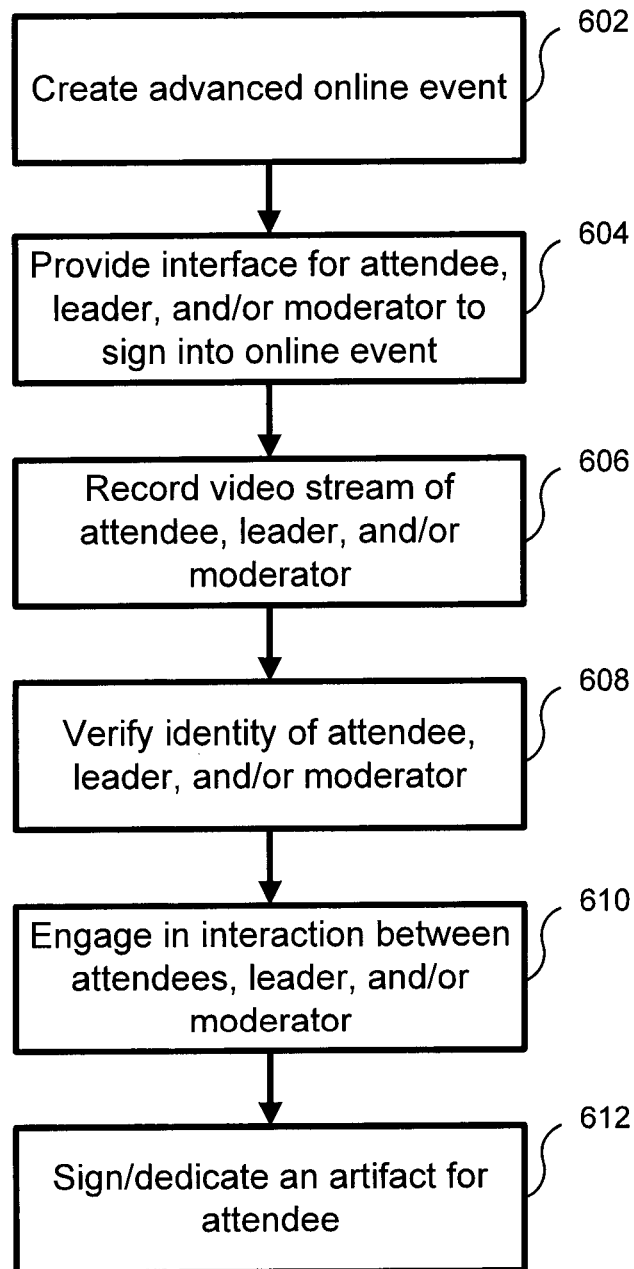 602
Create advanced online event
604
Provide interface for attendee,
leader, and/or moderator to
sign into online event
606
Record video stream of
attendee, leader, and/or
moderator
608
Verify identity of attendee,
leader, and/or moderator
610
Engage in interaction between
attendees, leader, and/or
moderator
612
Sign/dedicate an artifact for
attendee